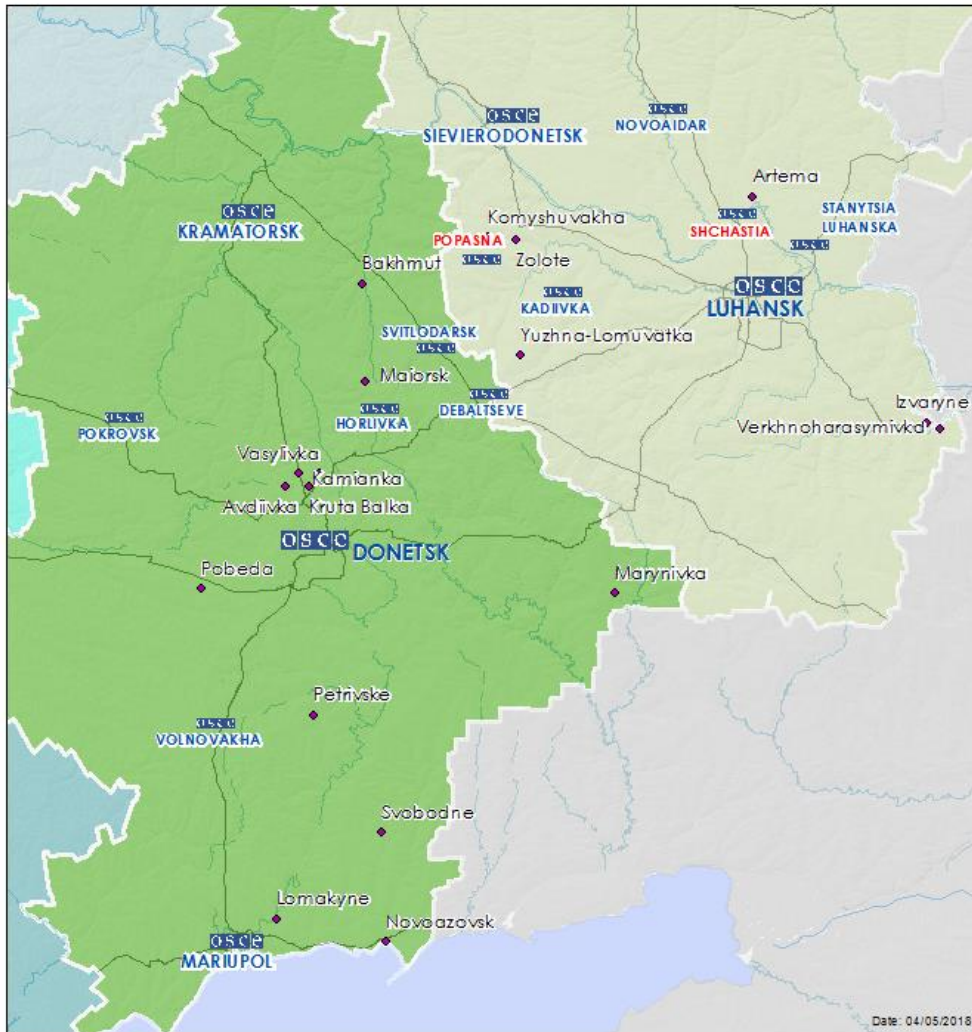 osce
SIEVIERODONETSK
osce
NOVOAIDAR
Artema
osce
SHCHASTIA
STANYTSIA
LUHANSKA
osce
osce
KRAMATORSK
Komyshuvakha
POPASNA
osce
Zolote
Bakhmut
osce
KADIIVKA
osce
LUHANSK
SVITLODARSK
osce
Yuzhna-Lomuvatka
Maiorsk
osce
HORLIVKA
osce
DEBALTSEVE
osce
POKROVSK
Izvaryne
Verkhnoharasymivka
Vasylivka
Kamianka
Avdiivka
Kruta Balka
osce
DONETSK
Pobeda
Marynivka
Petrivske
osce
VOLNOVAKHA
Svobodne
Lomakyne
Novoazovsk
osce
MARIUPOL
Date: 04/05/2018